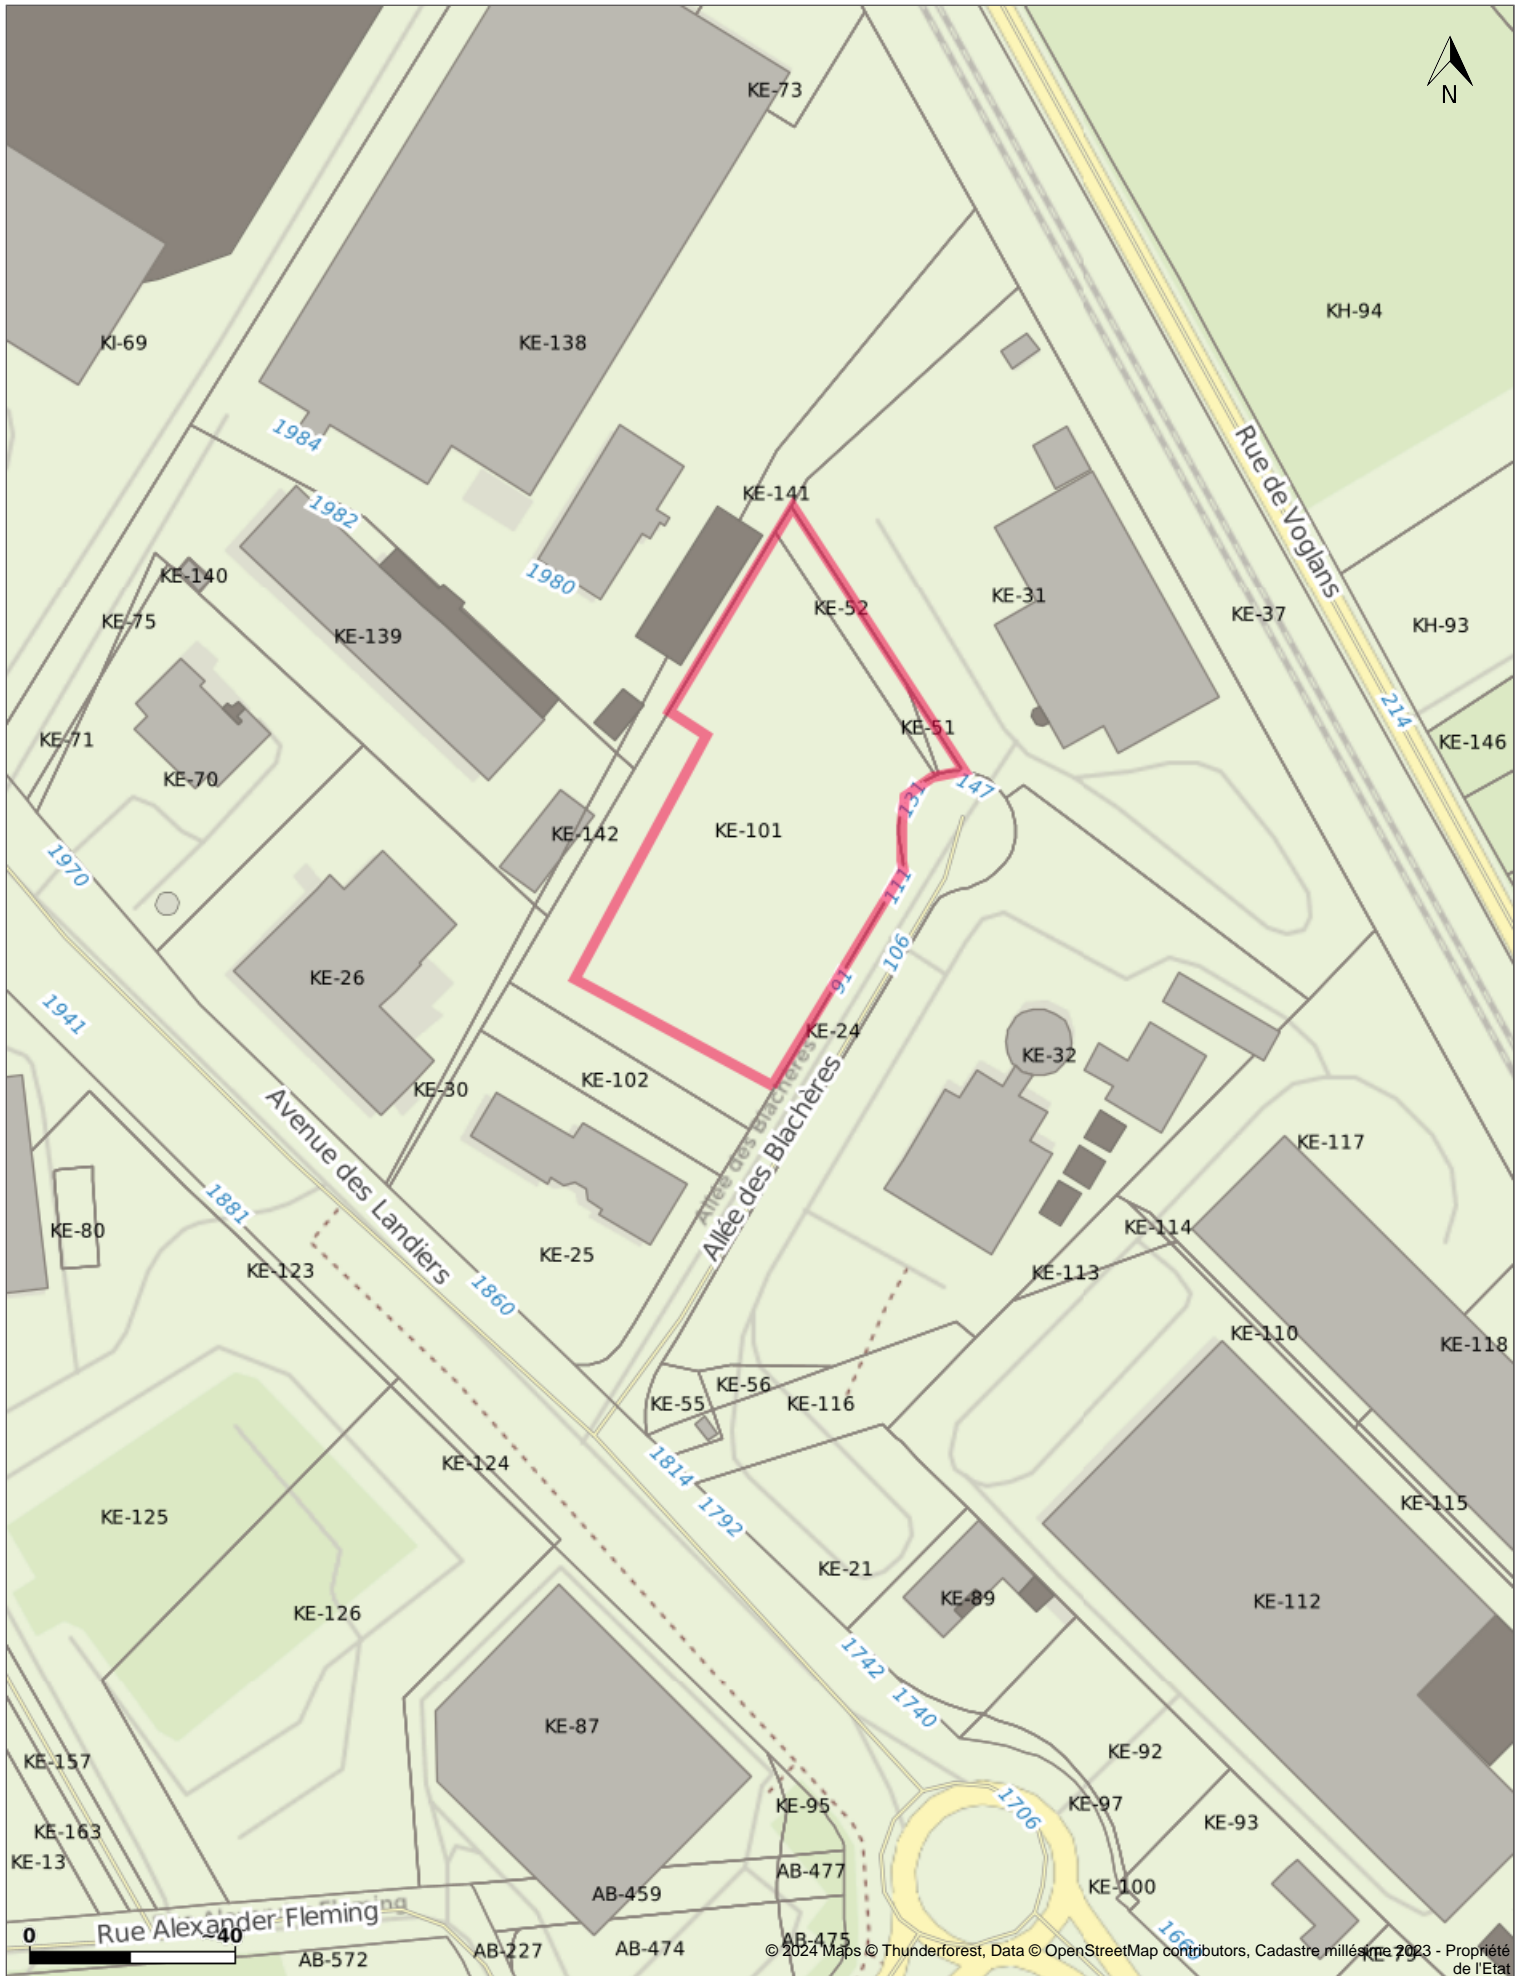 N
KE-73
KH-94
KI-69
KE-138
1984
Rue de Voglans
KE-141
1982
KE-140
1980
KE-31
KE-52
KE-37
KE-75
KH-93
KE-139
214
KE-51
KE-71
KE-146
KE-70
147
131
KE-101
KE-142
1970
111
106
KE-26
91
1941
KE-24
KE-32
KE-102
KE-30
Allée des Blachères
Allée des Blachères
Avenue des Landiers
KE-117
1881
KE-80
KE-114
KE-25
KE-123
KE-113
1860
KE-110
KE-118
KE-56
KE-55
KE-116
KE-124
1814
KE-115
1792
KE-125
KE-21
KE-89
KE-112
KE-126
1742
1740
KE-87
KE-92
KE-157
KE-95
KE-97
1706
KE-93
KE-163
KE-13
AB-477
KE-100
AB-459
Rue Alexander Fleming
0
40
AB-572
AB-227
AB-474
AB-475
KE-79
© 2024 Maps © Thunderforest, Data © OpenStreetMap contributors, Cadastre millésime 2023 - Propriété
de l'Etat